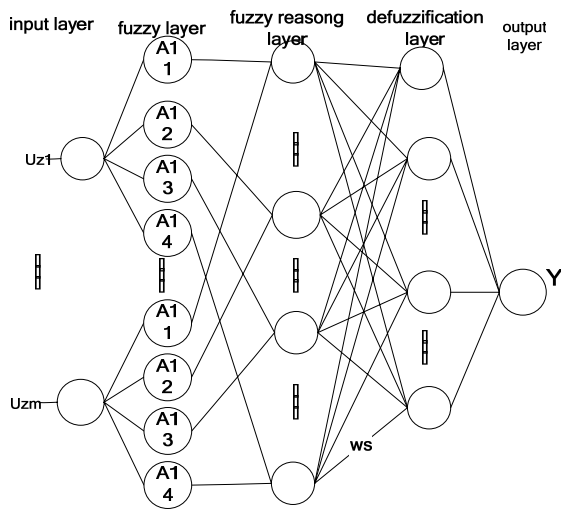 input layer
fuzzy layer
fuzzy reasong
layer
defuzzification
layer
output
layer
A1
1
A1
2
Uz1
A1
3
A1
4
Y
A1
1
A1
2
Uzm
A1
3
ws
A1
4